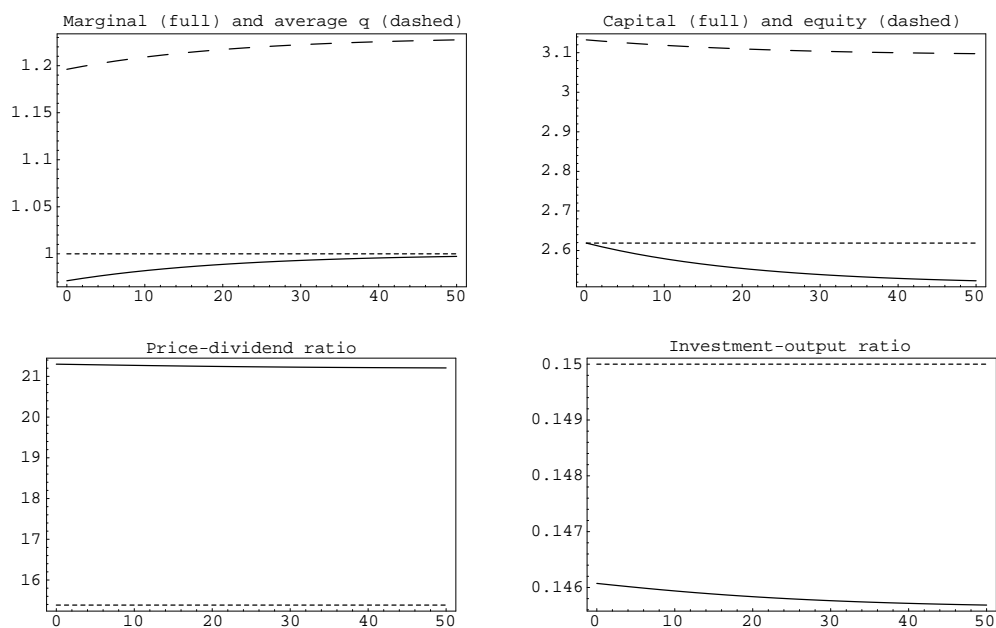 Marginal (full) and average q (dashed)
1.2
1.15
1.1
1.05
1
0 10 20 30 40 50
Capital (full) and equity (dashed)
3.1
3
2.9
2.8
2.7
2.6
0 10 20 30 40 50
Price-dividend ratio
21
20
19
18
17
16
0 10 20 30 40 50
Investment-output ratio
0.15
0.149
0.148
0.147
0.146
0 10 20 30 40 50